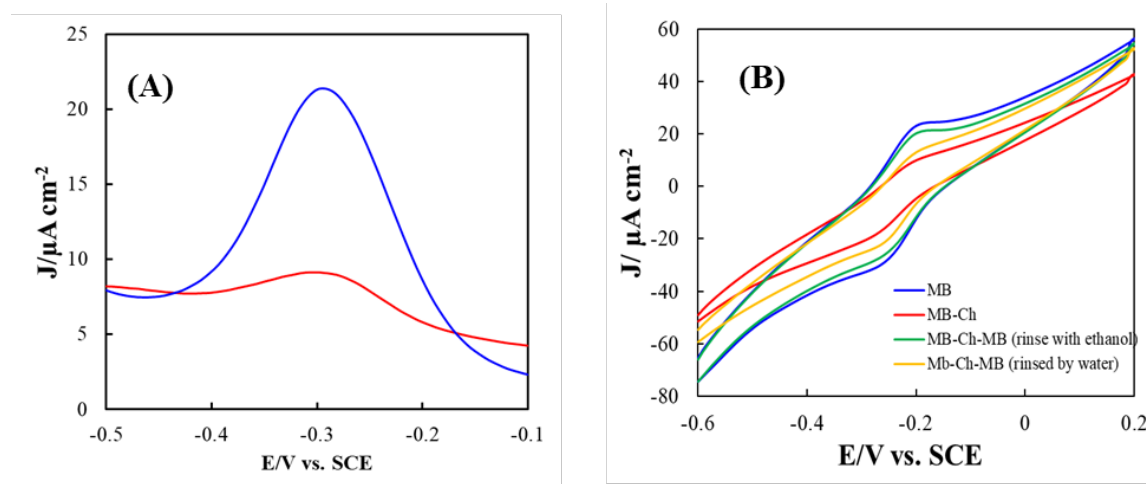 (A)
J/µA cm-2
25
20
15
10
5
0
-0.5
-0.4
-0.3
-0.2
-0.1
E/V vs. SCE
(B)
J/ µA cm-2
60
40
20
0
-20
-40
-60
-80
MB
MB-Ch
MB-Ch-MB (rinse with ethanol)
Mb-Ch-MB (rinsed by water)
-0.6
-0.4
-0.2
0
0.2
E/V vs. SCE